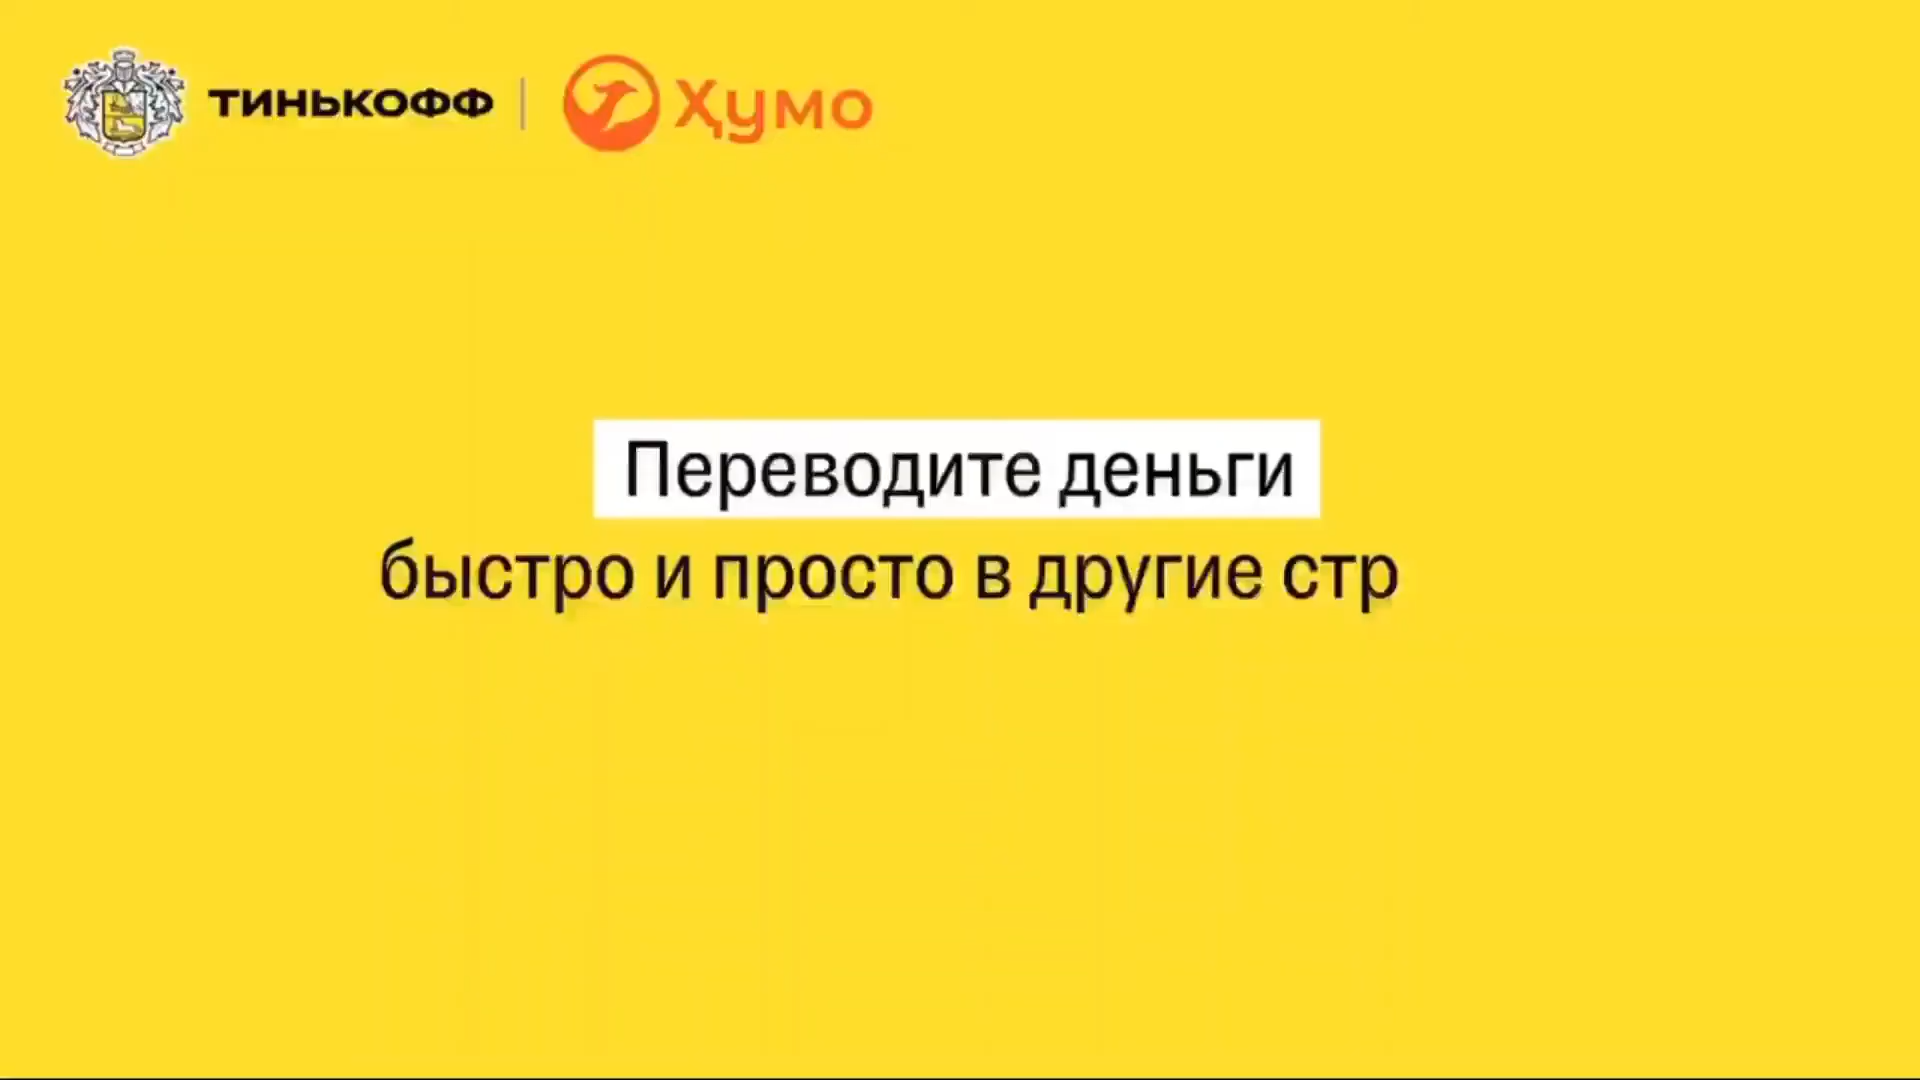 ТИНЬКОФФ | Ҳумо
Переводите деньги
быстро и просто в другие стр